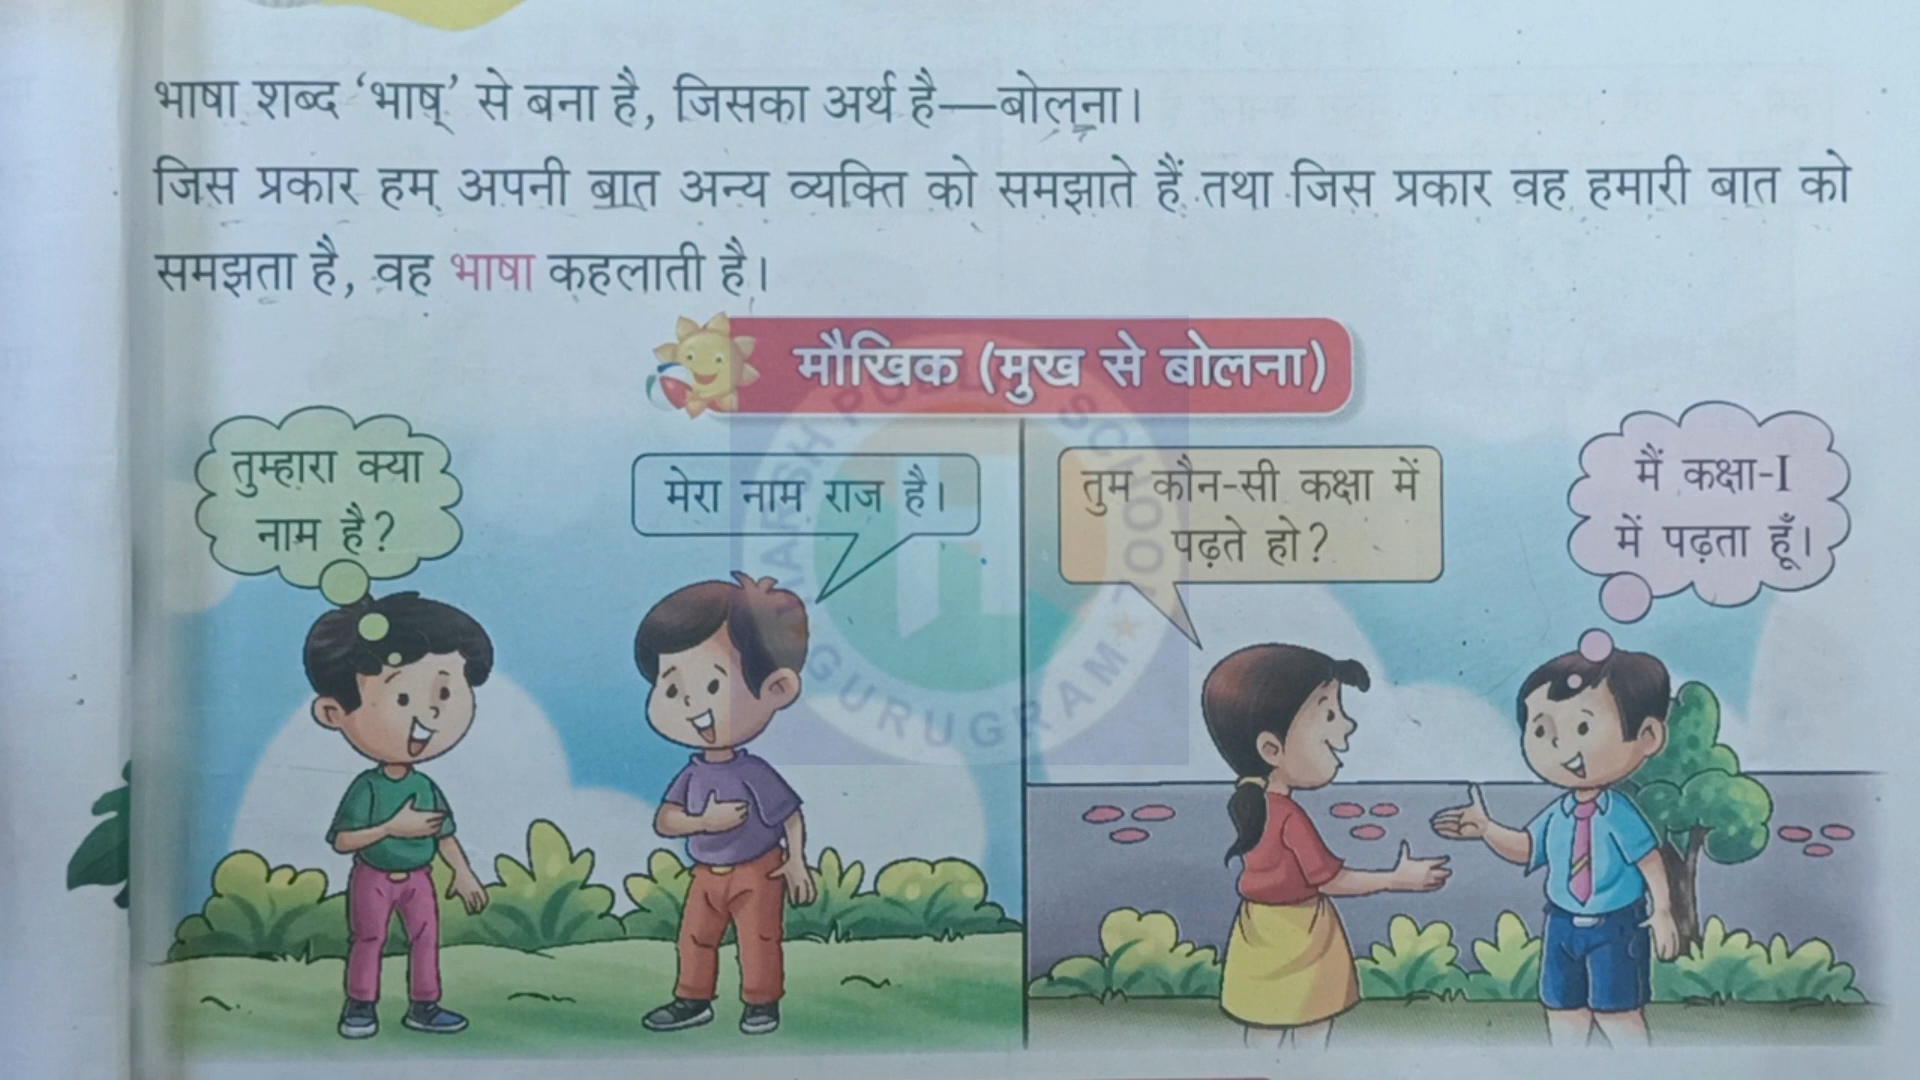 भाषा शब्द ‘भाष्’ से बना है, जिसका अर्थ है—बोलना।
जिस प्रकार हम अपनी बात अन्य व्यक्ति को समझाते हैं तथा जिस प्रकार वह हमारी बात को
समझता है, वह भाषा कहलाती है।
मौखिक (मुख से बोलना)
तुम्हारा क्या
नाम है?
मेरा नाम राज है।
तुम कौन-सी कक्षा में
पढ़ते हो?
मैं कक्षा-I
में पढ़ता हूँ।
GURUGRAM